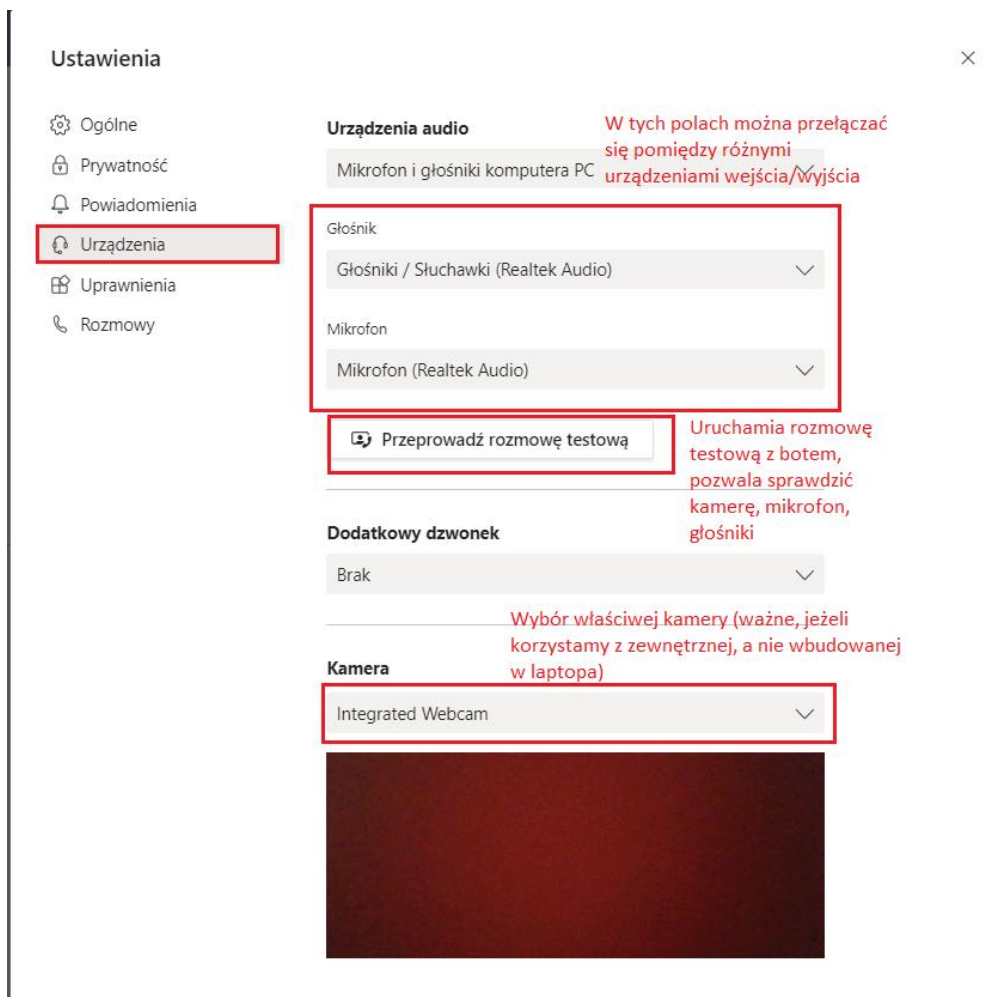 Ustawienia
Ogólne
Prywatność
Powiadomienia
Urządzenia
Uprawnienia
Rozmowy
Urządzenia audio
W tych polach można przełączać
się pomiędzy różnymi
urządzeniami wejścia/wyjścia
Mikrofon i głośniki komputera PC
Głośnik
Głośniki / Słuchawki (Realtek Audio)
Mikrofon
Mikrofon (Realtek Audio)
Przeprowadź rozmowę testową
Uruchamia rozmowę
testową z botem,
pozwala sprawdzić
kamerę, mikrofon,
głośniki
Dodatkowy dzwonek
Brak
Wybór właściwej kamery (ważne, jeżeli
korzystamy z zewnętrznej, a nie wbudowanej
w laptopa)
Kamera
Integrated Webcam